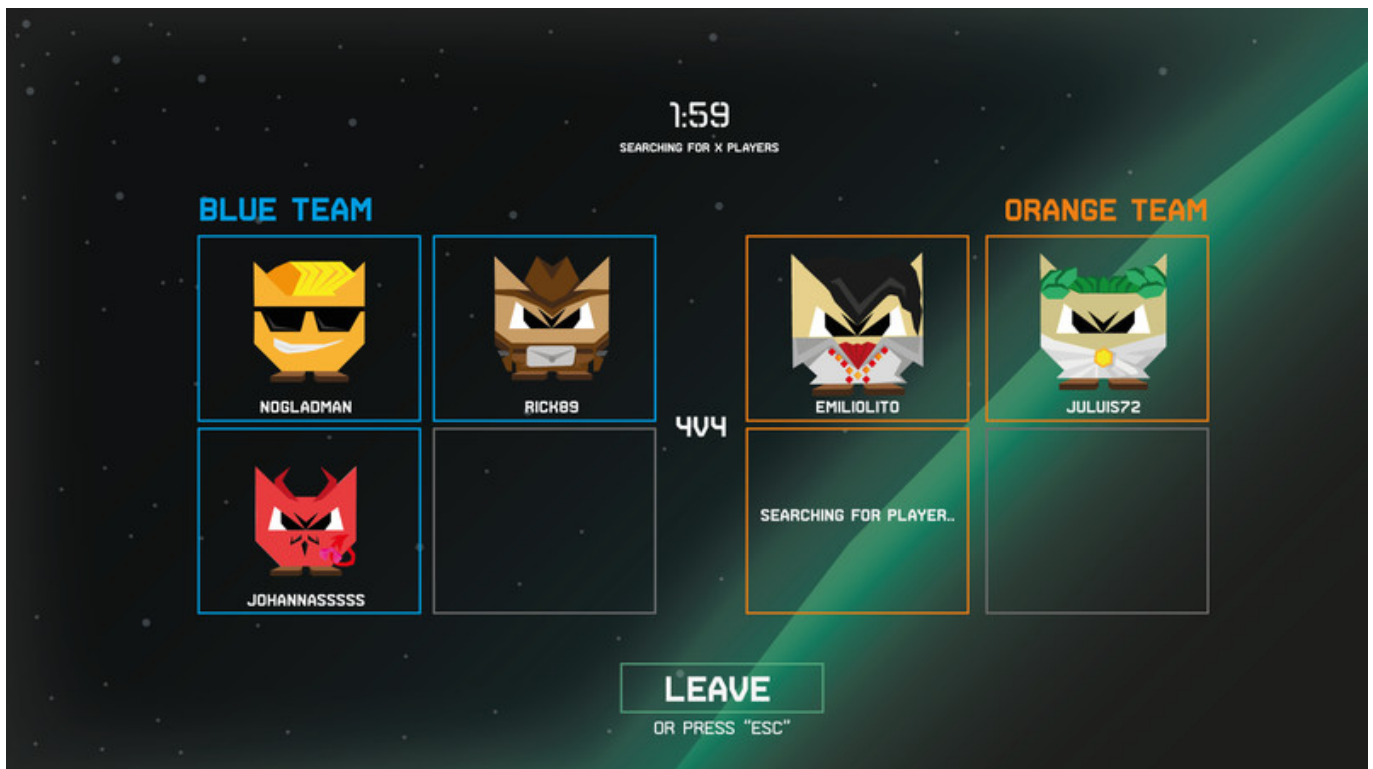 1:59
SEARCHING FOR X PLAYERS
BLUE TEAM
ORANGE TEAM
NOGLADMAN
RICK89
EMILIOLITO
JULUIS72
4V4
SEARCHING FOR PLAYER..
JOHANNASSSSS
LEAVE
OR PRESS "ESC"